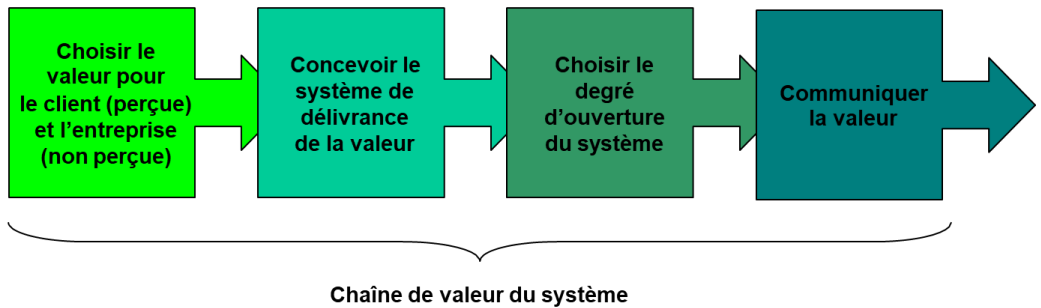 Choisir le
valeur pour
le client (perçue)
et l'entreprise
(non perçue)
Concevoir le
système de
délivrance
de la valeur
Choisir le
degré
d'ouverture
du système
Communiquer
la valeur
Chaîne de valeur du système